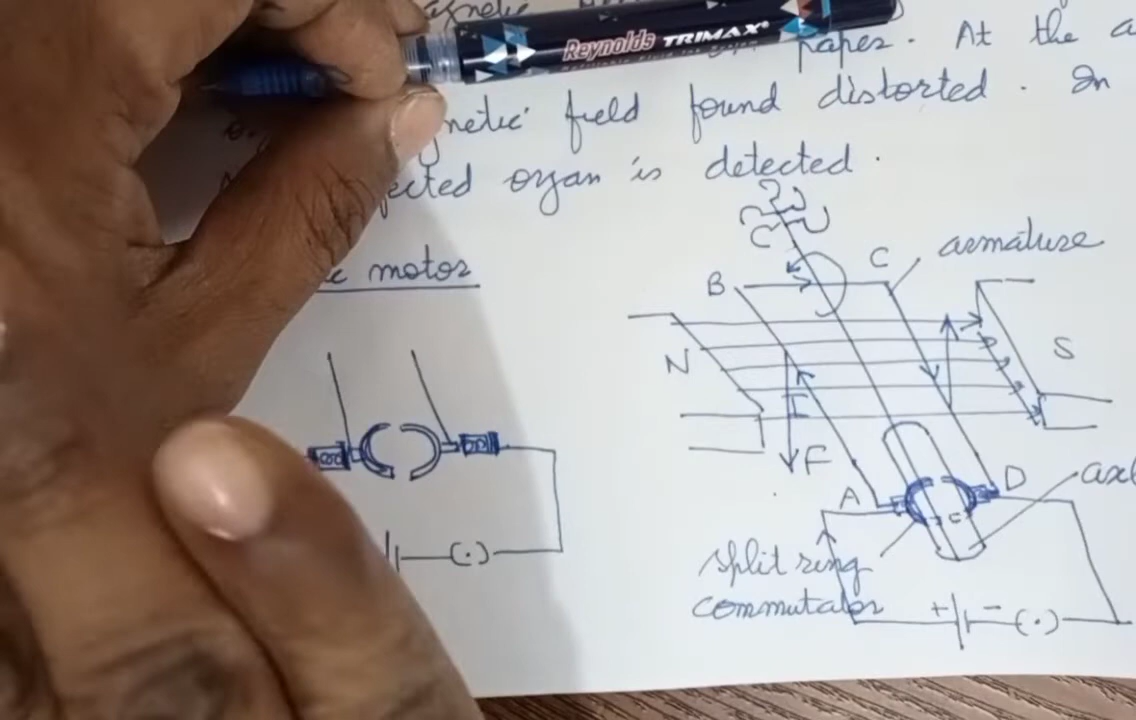 Reynolds TRIMAX
paper. At the a
netic field found distorted. In
ected organ is detected.
motor
armature
B
C
N
S
I
F
A
D
axl
split ring
commutator
+
-